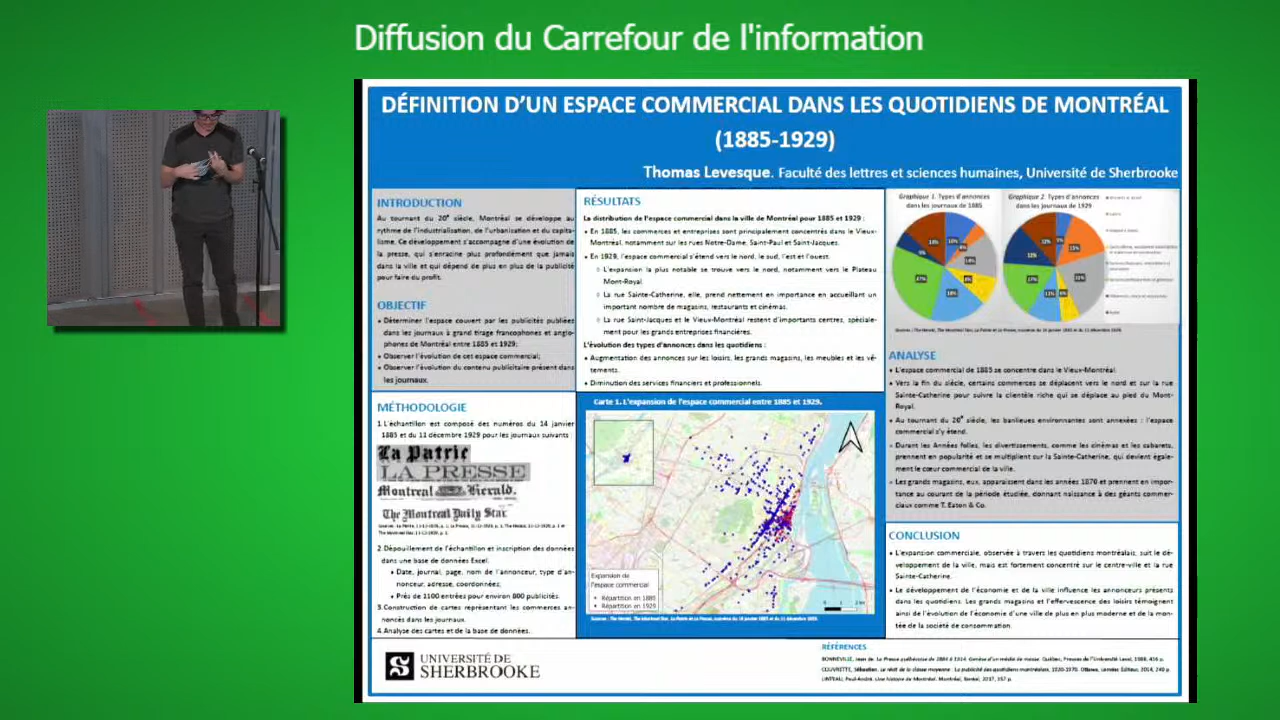 Diffusion du Carrefour de l'information
DÉFINITION D'UN ESPACE COMMERCIAL DANS LES QUOTIDIENS DE MONTRÉAL
(1885-1929)
Thomas Levesque. Faculté des lettres et sciences humaines, Université de Sherbrooke
INTRODUCTION
Au tournant du 20e siècle, Montréal se développe au
rythme de l'industrialisation, de l'urbanisation et du capita-
lisme. Ce développement s'accompagne d'une évolution de
la presse, qui s'enracine plus profondément que jamais
dans la ville et qui dépend de plus en plus de la publicité
pour faire du profit.
OBJECTIF
• Déterminer l'espace couvert par les publicités publiées
dans les journaux à grand tirage francophones et anglo-
phones de Montréal entre 1885 et 1929;
• Observer l'évolution de cet espace commercial;
• Observer l'évolution du contenu publicitaire présent dans
les journaux.
MÉTHODOLOGIE
1. L'échantillon est composé des numéros du 14 janvier
1885 et du 11 décembre 1929 pour les journaux suivants :
La Patrie
LA PRESSE
Montreal Herald.
The Montreal Daily Star
2. Dépouillement de l'échantillon et inscription des données
dans une base de données Excel.
• Date, journal, page, nom de l'annonceur, type d'an-
nonceur, adresse, coordonnées;
• Près de 1100 entrées pour environ 800 publicités.
3. Construction de cartes représentant les commerces an-
noncés dans les journaux.
4. Analyse des cartes et de la base de données.
RÉSULTATS
La distribution de l'espace commercial dans la ville de Montréal pour 1885 et 1929 :
• En 1885, les commerces et entreprises sont principalement concentrés dans le Vieux-
Montréal, notamment sur les rues Notre-Dame, Saint-Paul et Saint-Jacques.
• En 1929, l'espace commercial s'étend vers le nord, le sud, l'est et l'ouest.
○ L'expansion la plus notable se trouve vers le nord, notamment vers le Plateau
Mont-Royal.
○ La rue Sainte-Catherine, elle, prend nettement en importance en accueillant un
important nombre de magasins, restaurants et cinémas.
○ La rue Saint-Jacques et le Vieux-Montréal restent d'importants centres, spéciale-
ment pour les grands entreprises financières.
L'évolution des types d'annonces dans les quotidiens :
• Augmentation des annonces sur les loisirs, les grands magasins, les meubles et les vê-
tements.
• Diminution des services financiers et professionnels.
Carte 1. L'expansion de l'espace commercial entre 1885 et 1929.
Expansion de
l'espace commercial
• Répartition en 1885
• Répartition en 1929
Graphique 1. Types d'annonces
dans les journaux de 1885
Graphique 2. Types d'annonces
dans les journaux de 1929
ANALYSE
• L'espace commercial de 1885 se concentre dans le Vieux-Montréal.
• Vers la fin du siècle, certains commerces se déplacent vers le nord et sur la rue
Sainte-Catherine pour suivre la clientèle riche qui se déplace au pied du Mont-
Royal.
• Au tournant du 20e siècle, les banlieues environnantes sont annexées : l'espace
commercial s'y étend.
• Durant les Années folles, les divertissements, comme les cinémas et les cabarets,
prennent en popularité et se multiplient sur la Sainte-Catherine, qui devient égale-
ment le cœur commercial de la ville.
• Les grands magasins, eux, apparaissent dans les années 1870 et prennent en impor-
tance au courant de la période étudiée, donnant naissance à des géants commer-
ciaux comme T. Eaton & Co.
CONCLUSION
• L'expansion commerciale, observée à travers les quotidiens montréalais, suit le dé-
veloppement de la ville, mais est fortement concentré sur le centre-ville et la rue
Sainte-Catherine.
• Le développement de l'économie et de la ville influence les annonceurs présents
dans les quotidiens. Les grands magasins et l'effervescence des loisirs témoignent
ainsi de l'évolution de l'économie d'une ville de plus en plus moderne et de la mon-
tée de la société de consommation.
UNIVERSITÉ DE
SHERBROOKE
RÉFÉRENCES